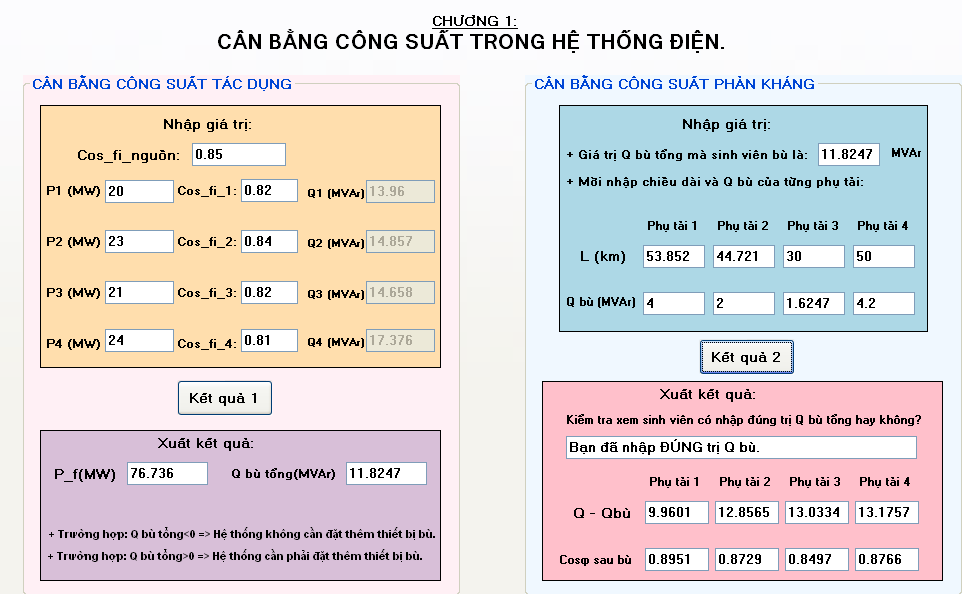 CHƯƠNG 1:
CÂN BẰNG CÔNG SUẤT TRONG HỆ THỐNG ĐIỆN.
CÂN BẰNG CÔNG SUẤT TÁC DỤNG
Nhập giá trị:
Cos_fi_nguồn: 0.85
P1 (MW) 20 Cos_fi_1: 0.82 Q1 (MVAr) 13.96
P2 (MW) 23 Cos_fi_2: 0.84 Q2 (MVAr) 14.857
P3 (MW) 21 Cos_fi_3: 0.82 Q3 (MVAr) 14.658
P4 (MW) 24 Cos_fi_4: 0.81 Q4 (MVAr) 17.376
Kết quả 1
Xuất kết quả:
P_f(MW) 76.736 Q bù tổng(MVAr) 11.8247
+ Trường hợp: Q bù tổng<0 => Hệ thống không cần đặt thêm thiết bị bù.
+ Trường hợp: Q bù tổng>0 => Hệ thống cần phải đặt thêm thiết bị bù.
CÂN BẰNG CÔNG SUẤT PHẢN KHÁNG
Nhập giá trị:
+ Giá trị Q bù tổng mà sinh viên bù là: 11.8247 MVAr
+ Mời nhập chiều dài và Q bù của từng phụ tải:
Phụ tải 1 Phụ tải 2 Phụ tải 3 Phụ tải 4
L (km) 53.852 44.721 30 50
Q bù (MVAr) 4 2 1.6247 4.2
Kết quả 2
Xuất kết quả:
Kiểm tra xem sinh viên có nhập đúng trị Q bù tổng hay không?
Bạn đã nhập ĐÚNG trị Q bù.
Phụ tải 1 Phụ tải 2 Phụ tải 3 Phụ tải 4
Q - Qbù 9.9601 12.8565 13.0334 13.1757
Cosφ sau bù 0.8951 0.8729 0.8497 0.8766